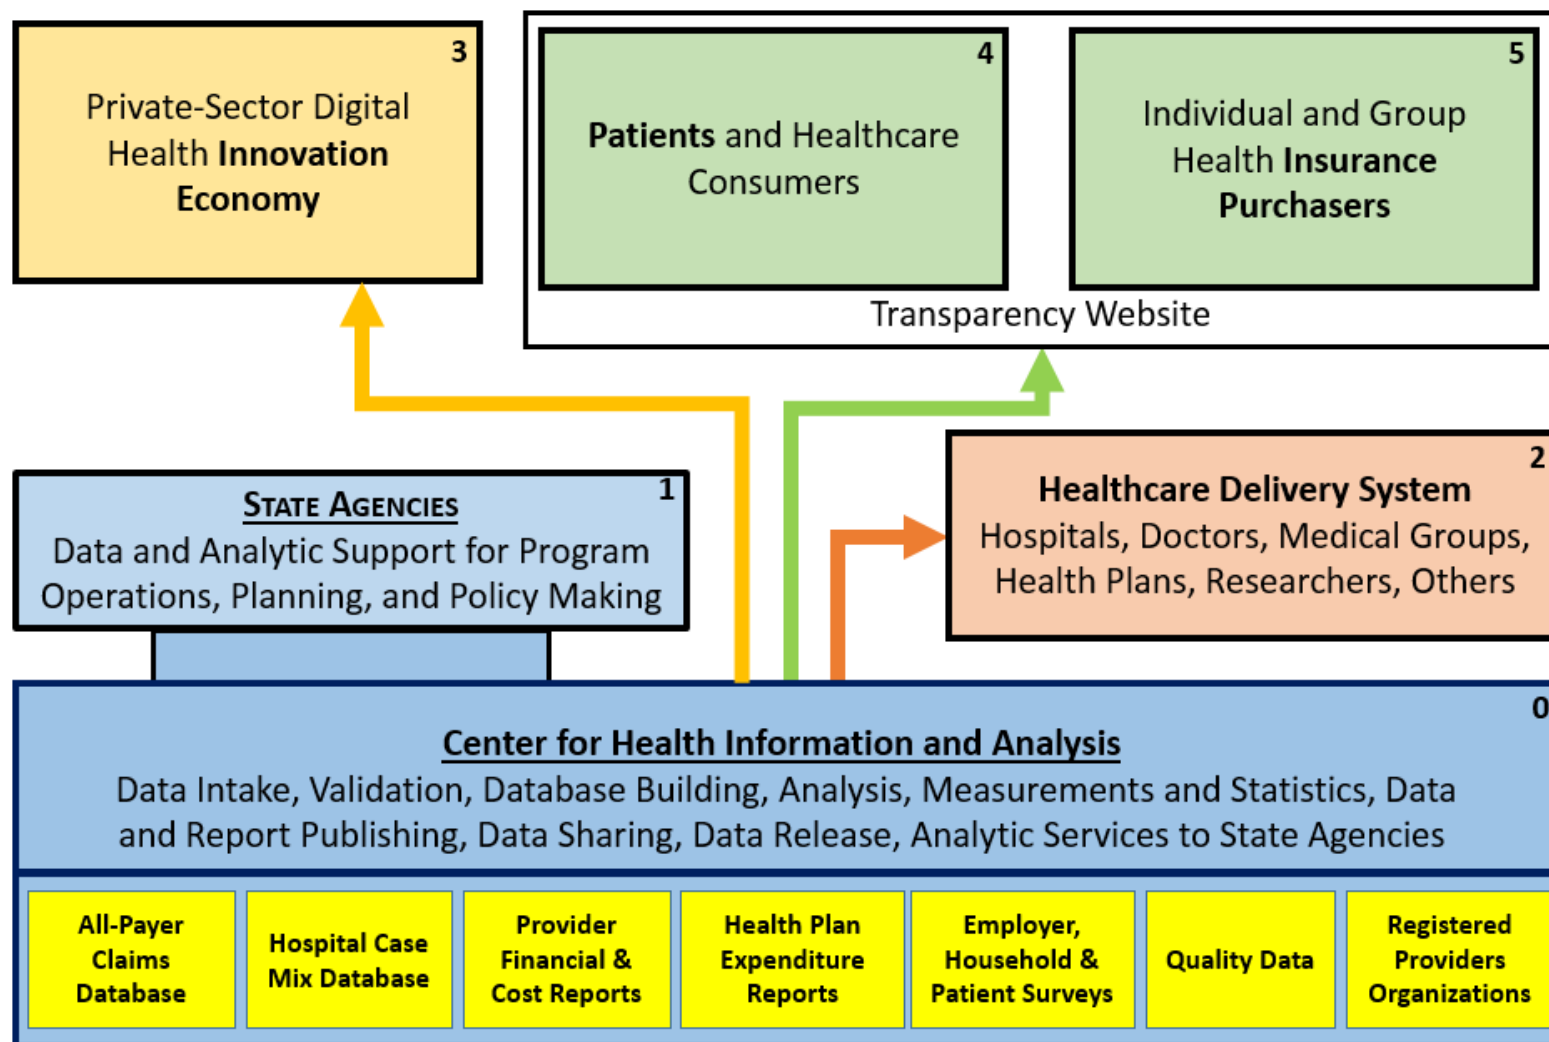 3
Private-Sector Digital
Health Innovation
Economy
4
Patients and Healthcare
Consumers
5
Individual and Group
Health Insurance
Purchasers
Transparency Website
1
STATE AGENCIES
Data and Analytic Support for Program
Operations, Planning, and Policy Making
2
Healthcare Delivery System
Hospitals, Doctors, Medical Groups,
Health Plans, Researchers, Others
0
Center for Health Information and Analysis
Data Intake, Validation, Database Building, Analysis, Measurements and Statistics, Data
and Report Publishing, Data Sharing, Data Release, Analytic Services to State Agencies
All-Payer
Claims
Database
Hospital Case
Mix Database
Provider
Financial &
Cost Reports
Health Plan
Expenditure
Reports
Employer,
Household &
Patient Surveys
Quality Data
Registered
Providers
Organizations